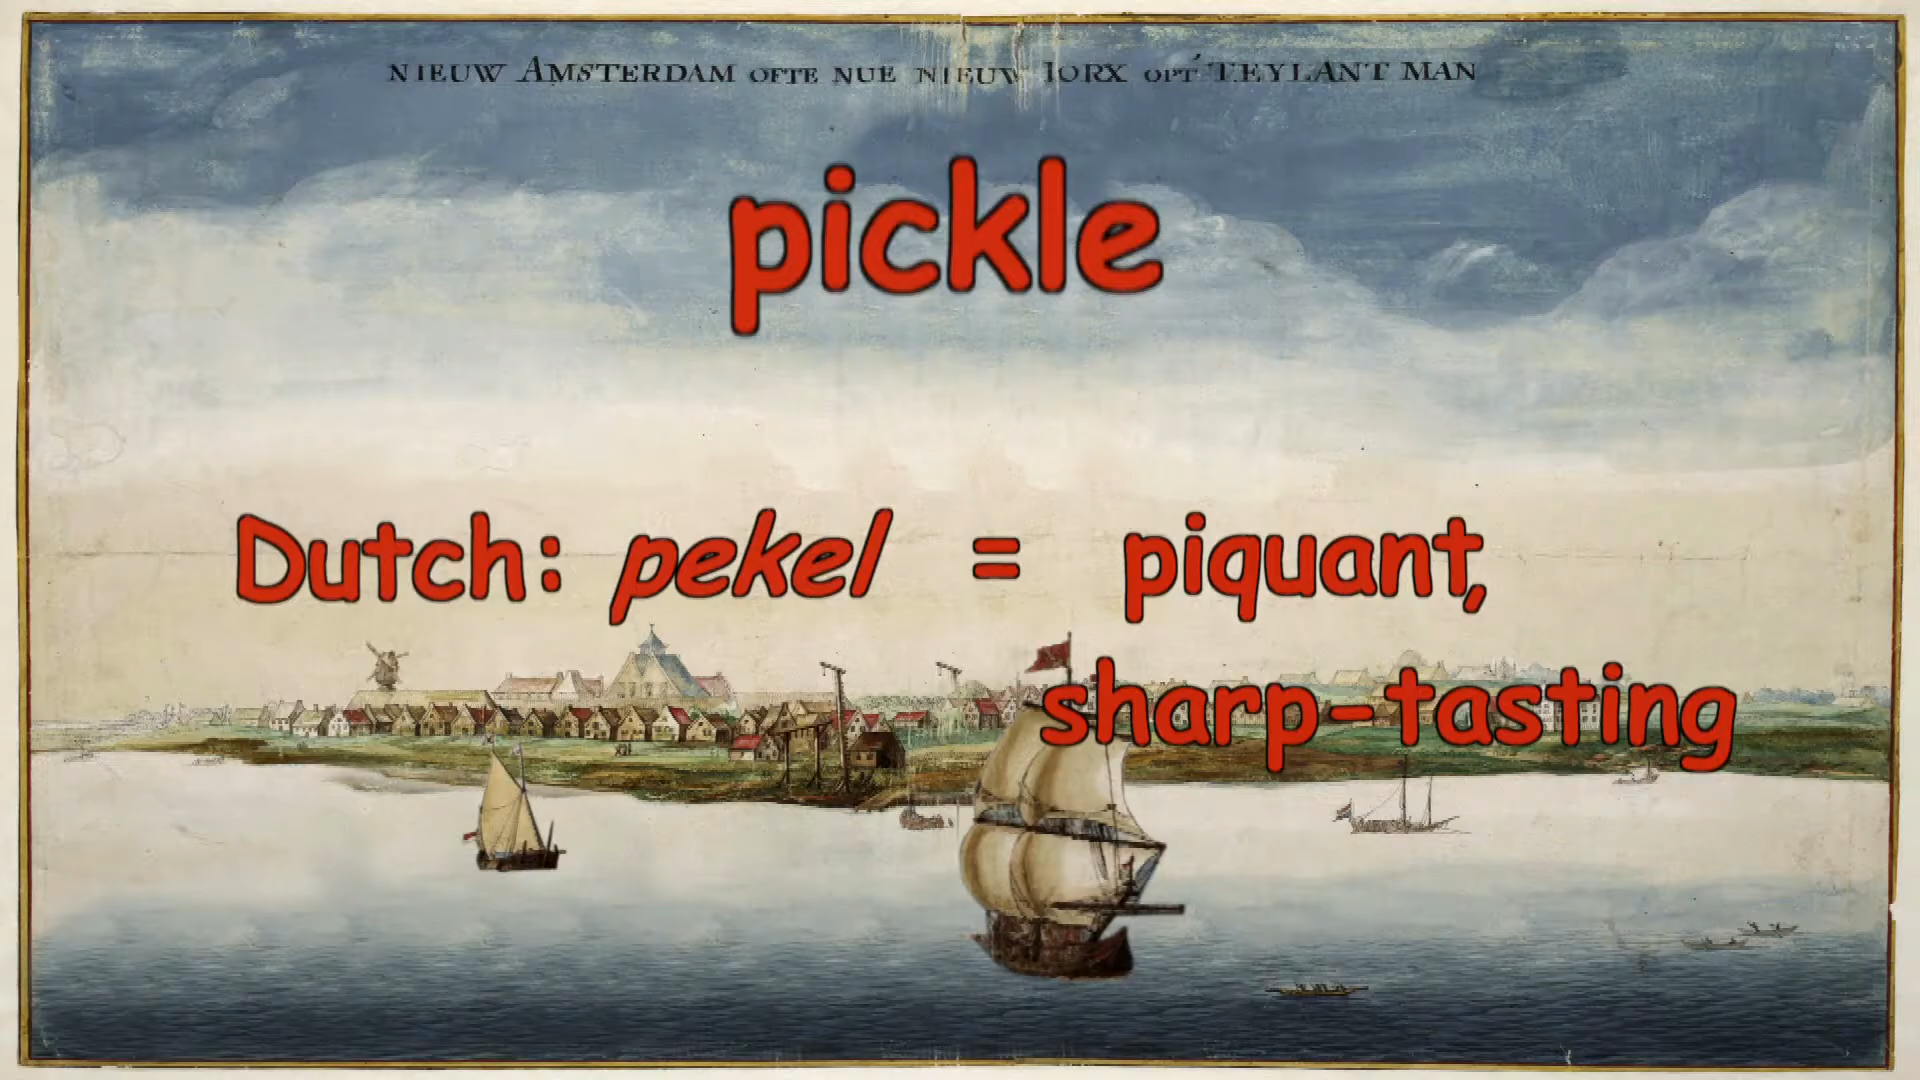 NIEUW AMSTERDAM OFTE NUE NIEUW IORX OPT TEYLANT MAN
pickle
Dutch: pekel = piquant,
sharp-tasting